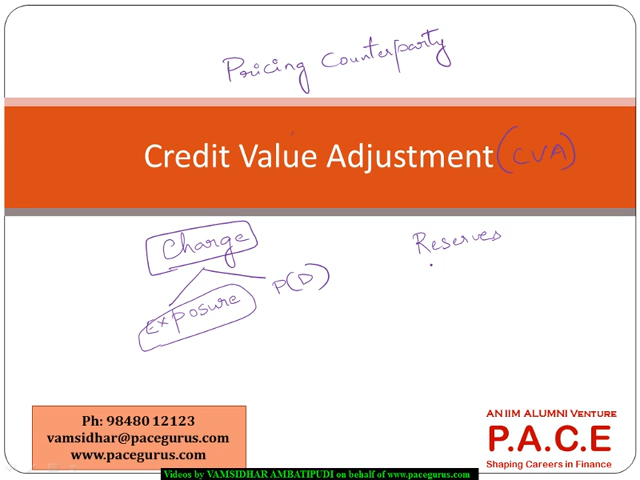 Pricing Counterparty
Credit Value Adjustment (CVA)
Charge
Reserves
Exposure
P(D)
Ph: 98480 12123
vamsidhar@pacegurus.com
www.pacegurus.com
AN IIM ALUMNI VENTURE
P.A.C.E
Shaping Careers in Finance
Videos by VAMSIDHAR AMBATIPUDI on behalf of www.pacegurus.com